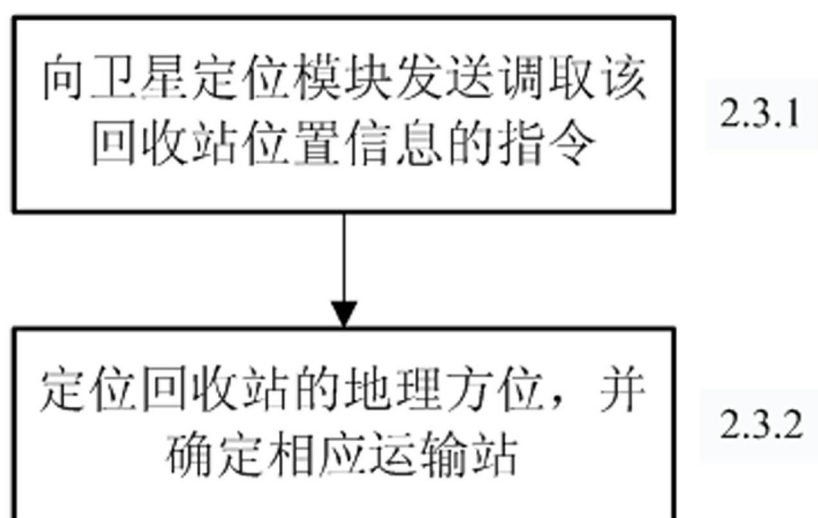 向卫星定位模块发送调取该
回收站位置信息的指令
2.3.1
定位回收站的地理方位，并
确定相应运输站
2.3.2